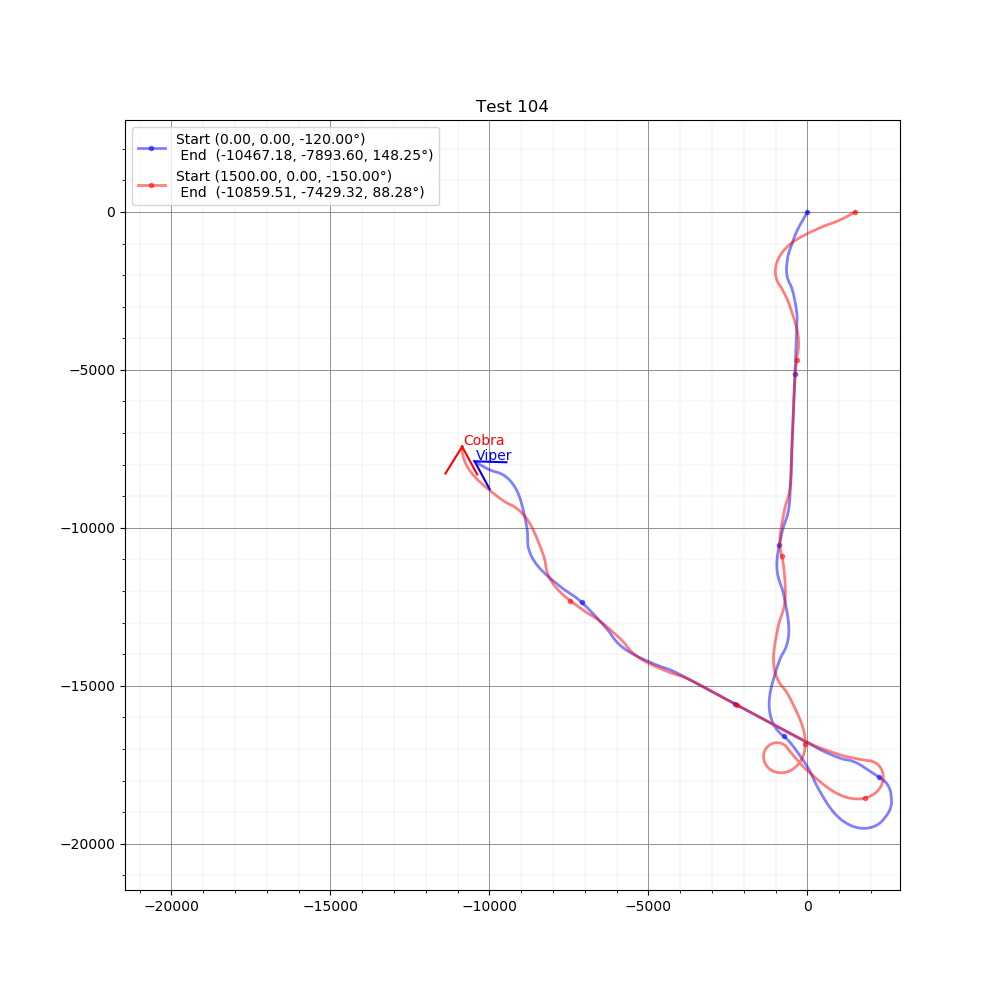 Test 104
Start (0.00, 0.00, -120.00°)
End (-10467.18, -7893.60, 148.25°)
Start (1500.00, 0.00, -150.00°)
End (-10859.51, -7429.32, 88.28°)
0
−5000
−10000
−15000
−20000
Cobra
Viper
−20000 −15000 −10000 −5000 0